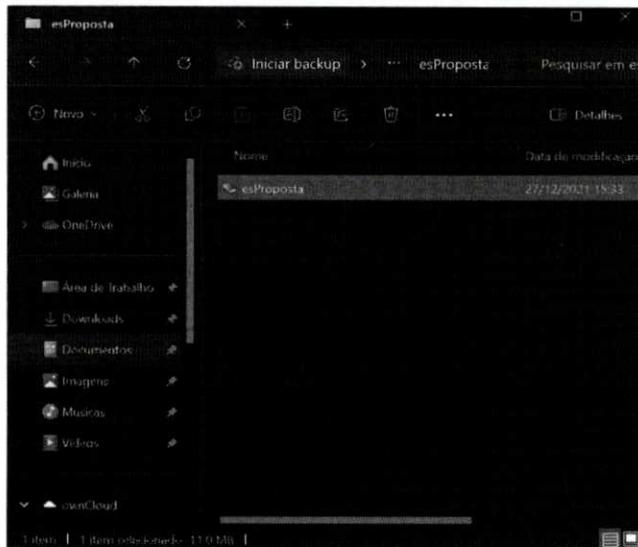 esProposta
Iniciar backup > ... esProposta Pesquisar em e
Novo ... Detalhes
Nome Data de modificação
esProposta 27/12/2021 15:33
Início
Galeria
OneDrive
Área de Trabalho
Downloads
Documentos
Imagens
Músicas
Vídeos
ownCloud
1 item 1 item selecionado 11,0 MB